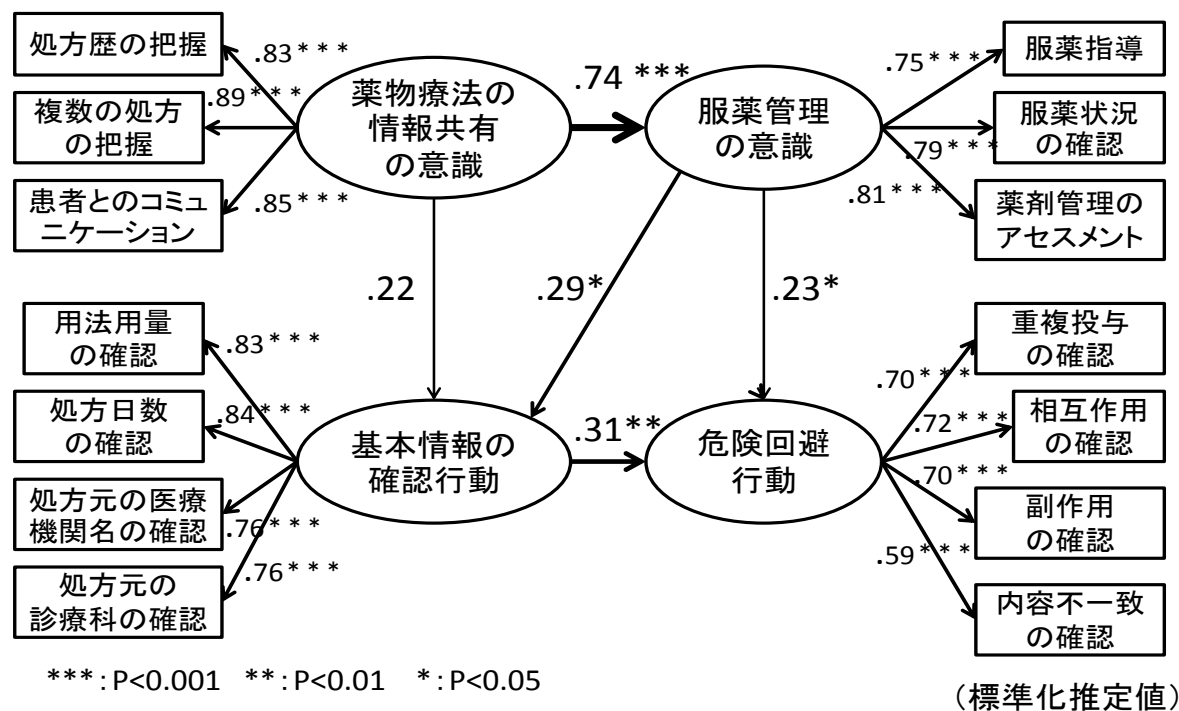 処方歴の把握
.83***
複数の処方
の把握
.89***
患者とのコミュ
ニケーション
.85***
薬物療法の
情報共有
の意識
.74 ***
服薬管理
の意識
.75***
服薬指導
.79***
服薬状況
の確認
.81***
薬剤管理の
アセスメント
.22
.29*
.23*
用法用量
の確認
.83***
処方日数
の確認
.84***
処方元の医療
機関名の確認
.76***
処方元の
診療科の確認
.76***
基本情報の
確認行動
.31**
危険回避
行動
.70***
重複投与
の確認
.72***
相互作用
の確認
.70***
副作用
の確認
.59***
内容不一致
の確認
***:P<0.001 **:P<0.01 *:P<0.05
(標準化推定値)